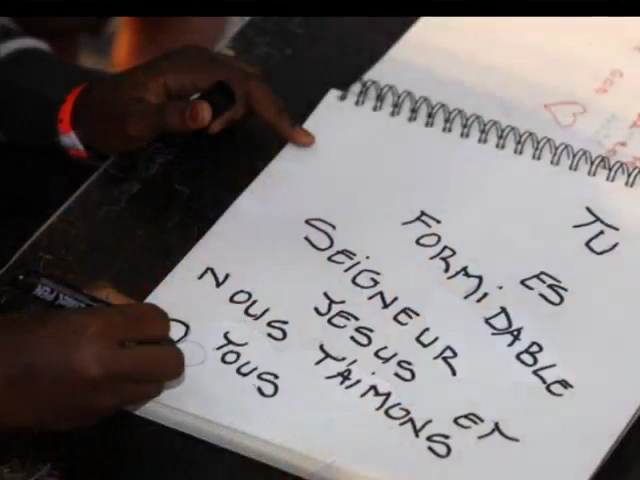 TU
ES
FORMiDABLE
SEiGNEUR
JESUS ET
NOUS T'AiMONS
TOUS